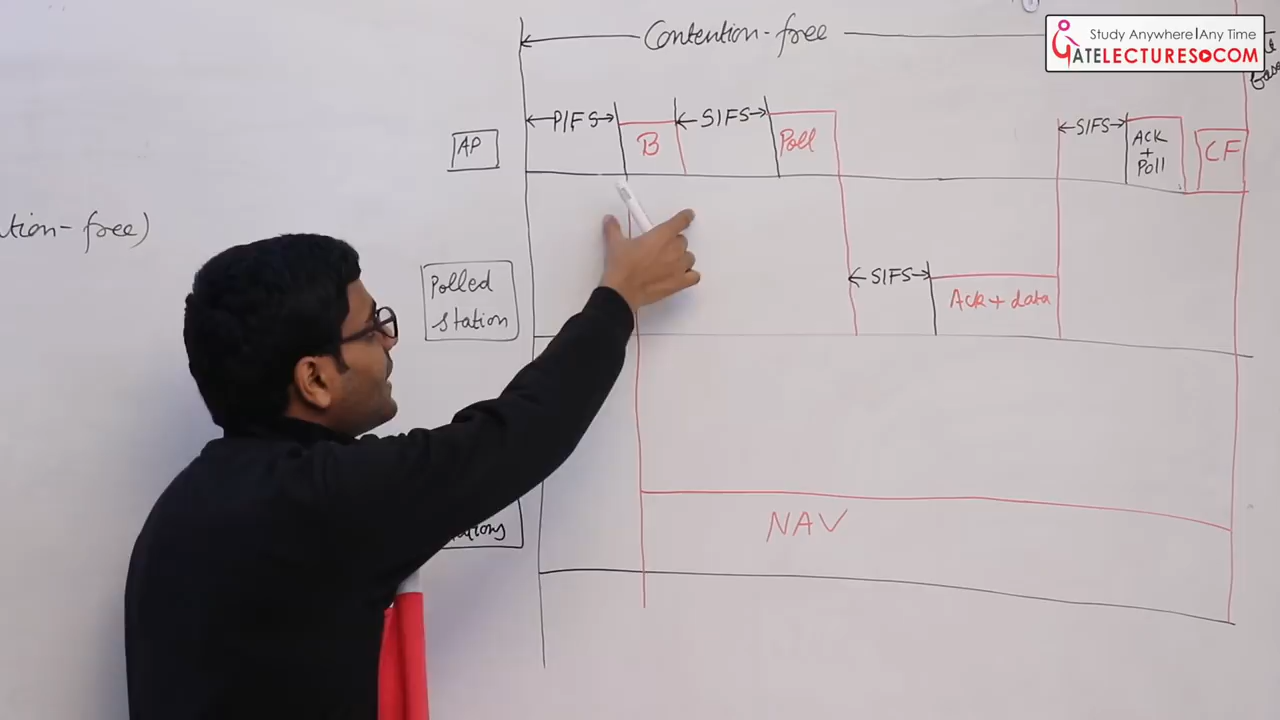 Contention-free
Study Anywhere | Any Time
GATELECTURES.COM
PIFS
SIFS
SIFS
AP
B
Poll
ACK
+
Poll
CF
tion-free)
Polled
Station
SIFS
Ack + data
NAV